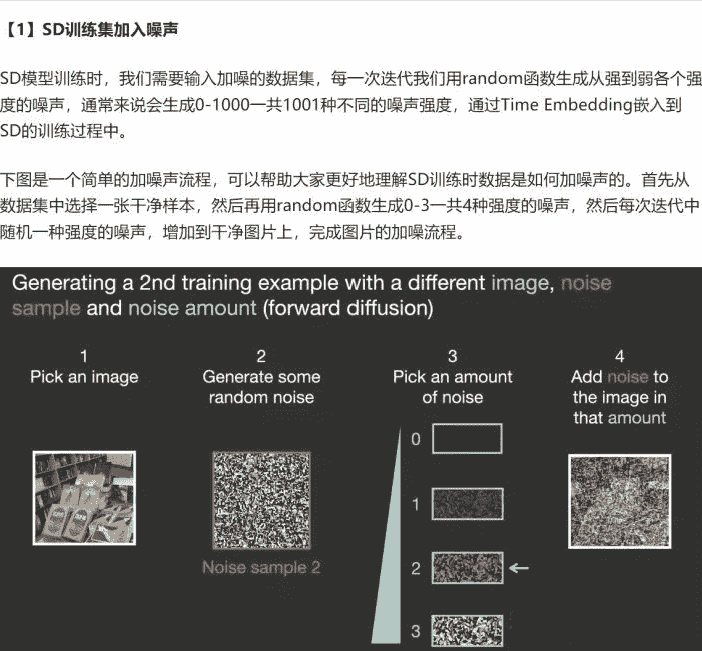 【1】SD训练集加入噪声
SD模型训练时，我们需要输入加噪的数据集，每一次迭代我们用random函数生成从强到弱各个强
度的噪声，通常来说会生成0-1000一共1001种不同的噪声强度，通过Time Embedding嵌入到
SD的训练过程中。
下图是一个简单的加噪声流程，可以帮助大家更好地理解SD训练时数据是如何加噪声的。首先从
数据集中选择一张干净样本，然后再用random函数生成0-3一共4种强度的噪声，然后每次迭代中
随机一种强度的噪声，增加到干净图片上，完成图片的加噪流程。
Generating a 2nd training example with a different image, noise
sample and noise amount (forward diffusion)
1
Pick an image
2
Generate some
random noise
Noise sample 2
3
Pick an amount
of noise
0
1
2
3
4
Add noise to
the image in
that amount